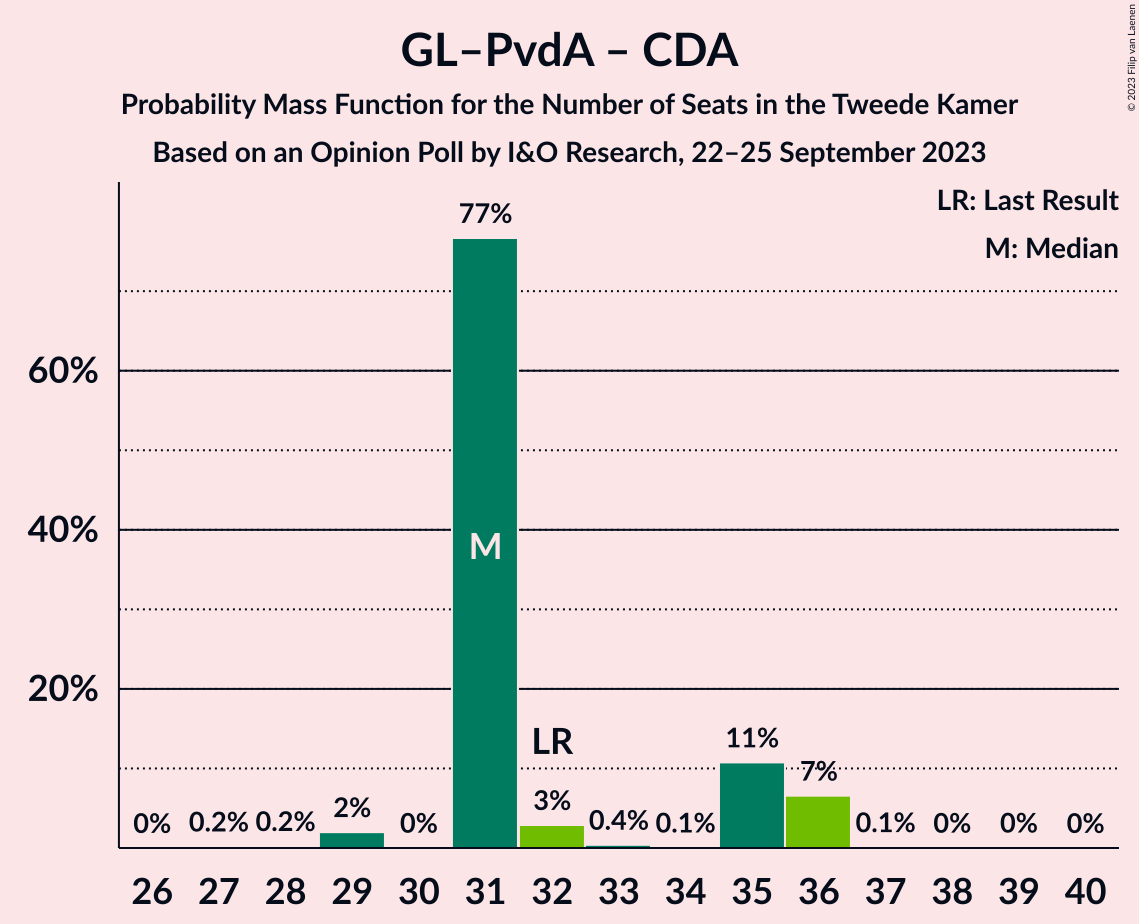 GL–PvdA – CDA
Probability Mass Function for the Number of Seats in the Tweede Kamer
Based on an Opinion Poll by I&O Research, 22–25 September 2023
© 2023 Filip van Laenen
LR: Last Result
M: Median
77%
60%
40%
M
20%
LR
11%
7%
0% 0.2% 0.2% 2% 0% 3% 0.4% 0.1% 0.1% 0% 0% 0%
26 27 28 29 30 31 32 33 34 35 36 37 38 39 40